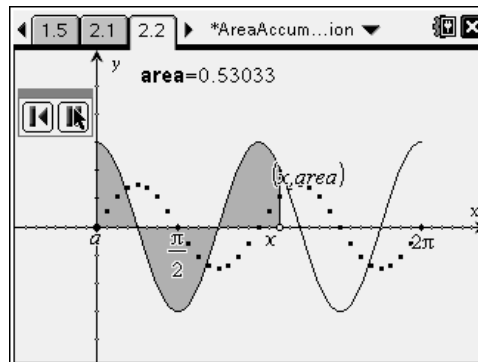 1.5 2.1 2.2 *AreaAccum...ion
y
area=0.53033
(x,area)
x
a
π
2
x
2π